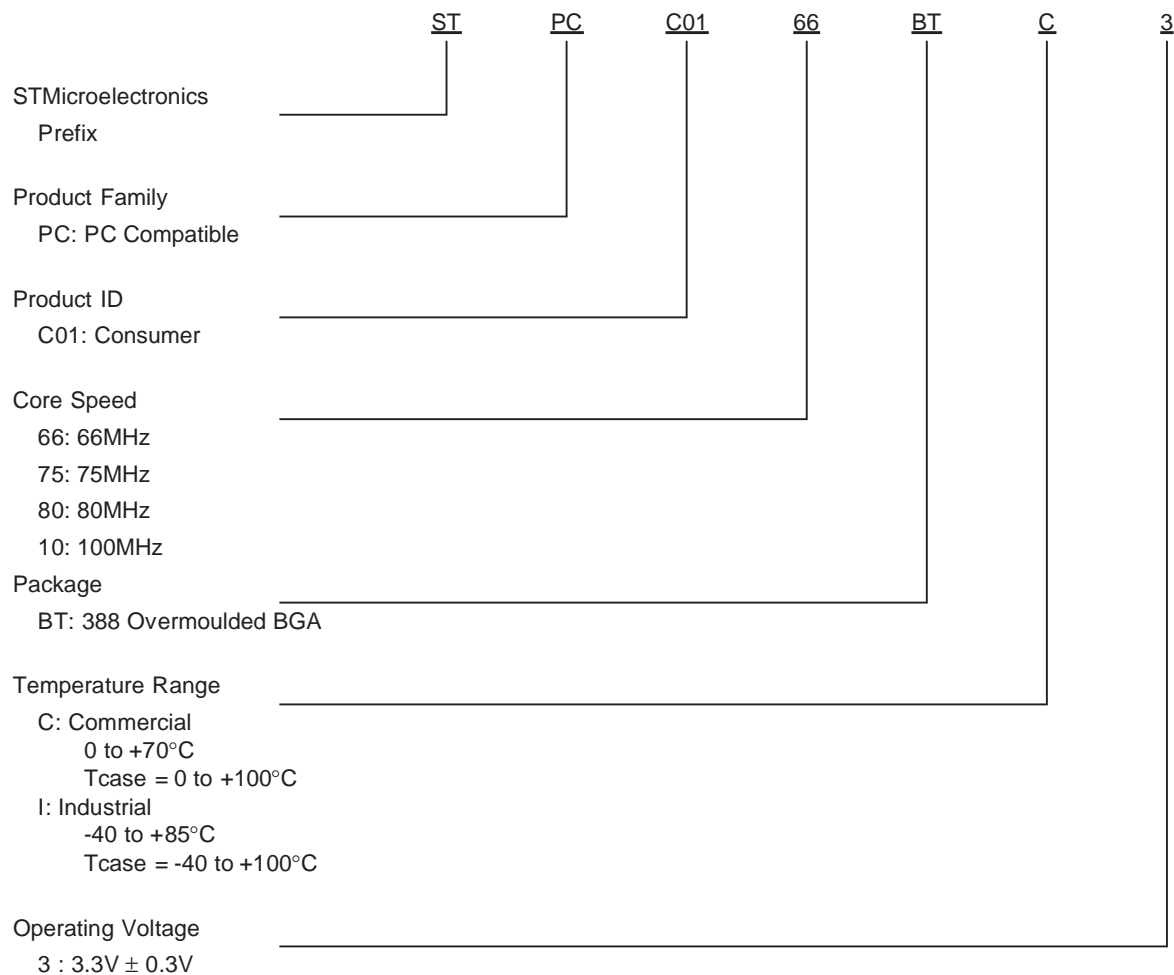 ST PC C01 66 BT C 3
STMicroelectronics
Prefix
Product Family
PC: PC Compatible
Product ID
C01: Consumer
Core Speed
66: 66MHz
75: 75MHz
80: 80MHz
10: 100MHz
Package
BT: 388 Overmoulded BGA
Temperature Range
C: Commercial
0 to +70°C
Tcase = 0 to +100°C
I: Industrial
-40 to +85°C
Tcase = -40 to +100°C
Operating Voltage
3 : 3.3V ± 0.3V